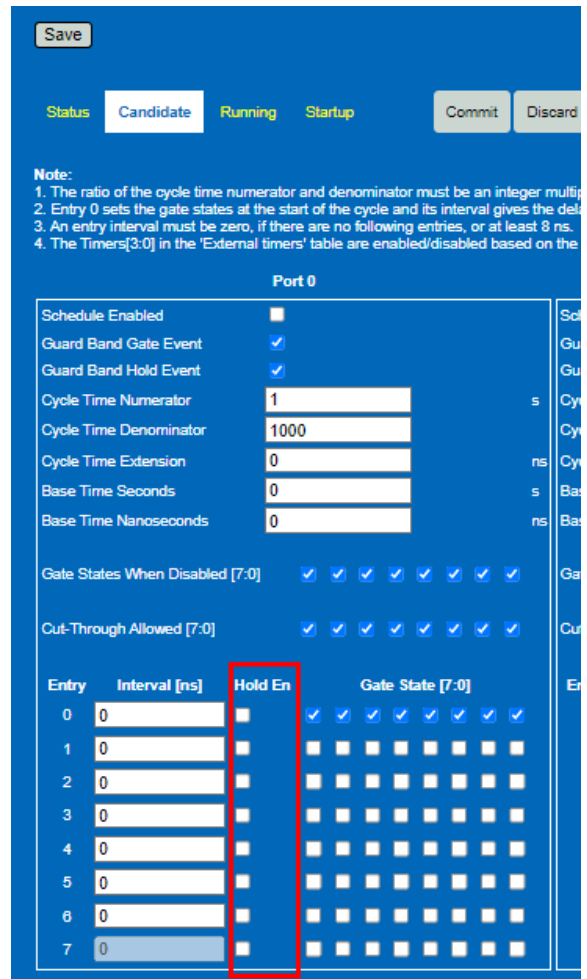 Save
Status Candidate Running Startup Commit Discard
Note:
1. The ratio of the cycle time numerator and denominator must be an integer
2. Entry 0 sets the gate states at the start of the cycle and its interval gives the
3. An entry interval must be zero, if there are no following entries, or at least 8 ns.
4. The Timers[3:0] in the 'External timers' table are enabled/disabled based on the
Port 0
Schedule Enabled
Guard Band Gate Event
Guard Band Hold Event
Cycle Time Numerator 1 s
Cycle Time Denominator 1000
Cycle Time Extension 0 ns
Base Time Seconds 0 s
Base Time Nanoseconds 0 ns
Gate States When Disabled [7:0]
Cut-Through Allowed [7:0]
Entry Interval [ns] Hold En Gate State [7:0]
0 0
1 0
2 0
3 0
4 0
5 0
6 0
7 0